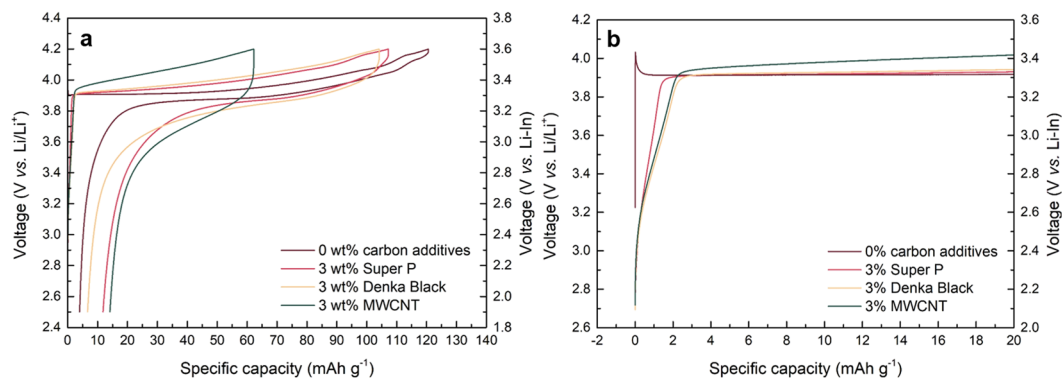 a
4.4
4.2
4.0
3.8
3.6
3.4
3.2
3.0
2.8
2.6
2.4
Voltage (V vs. Li/Li⁺)
0 10 20 30 40 50 60 70 80 90 100 110 120 130 140
Specific capacity (mAh g⁻¹)
3.8
3.6
3.4
3.2
3.0
2.8
2.6
2.4
2.2
2.0
1.8
Voltage (V vs. Li-In)
0 wt% carbon additives
3 wt% Super P
3 wt% Denka Black
3 wt% MWCNT
b
4.2
4.0
3.8
3.6
3.4
3.2
3.0
2.8
2.6
Voltage (V vs. Li/Li⁺)
-2 0 2 4 6 8 10 12 14 16 18 20
Specific capacity (mAh g⁻¹)
3.6
3.4
3.2
3.0
2.8
2.6
2.4
2.2
2.0
Voltage (V vs. Li-In)
0% carbon additives
3% Super P
3% Denka Black
3% MWCNT